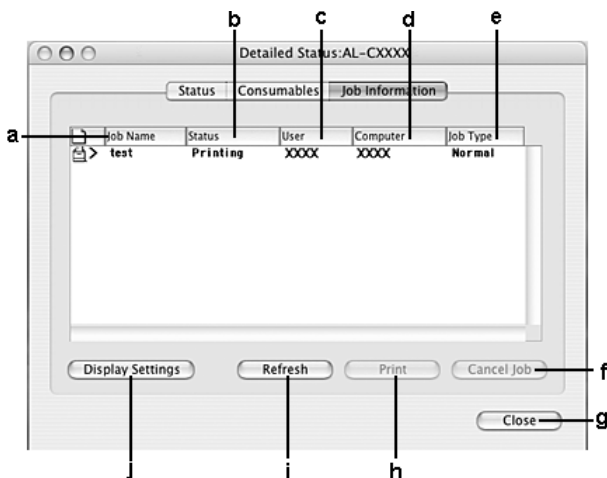 b c d e
Detailed Status:AL-CXXXX
Status Consumables Job Information
a
Job Name Status User Computer Job Type
test Printing XXXX XXXX Normal
Display Settings Refresh Print Cancel Job f
Close g
j i h